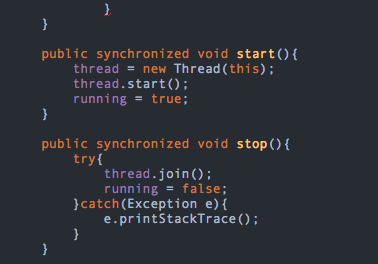 }
}

public synchronized void start(){
    thread = new Thread(this);
    thread.start();
    running = true;
}

public synchronized void stop(){
    try{
        thread.join();
        running = false;
    }catch(Exception e){
        e.printStackTrace();
    }
}